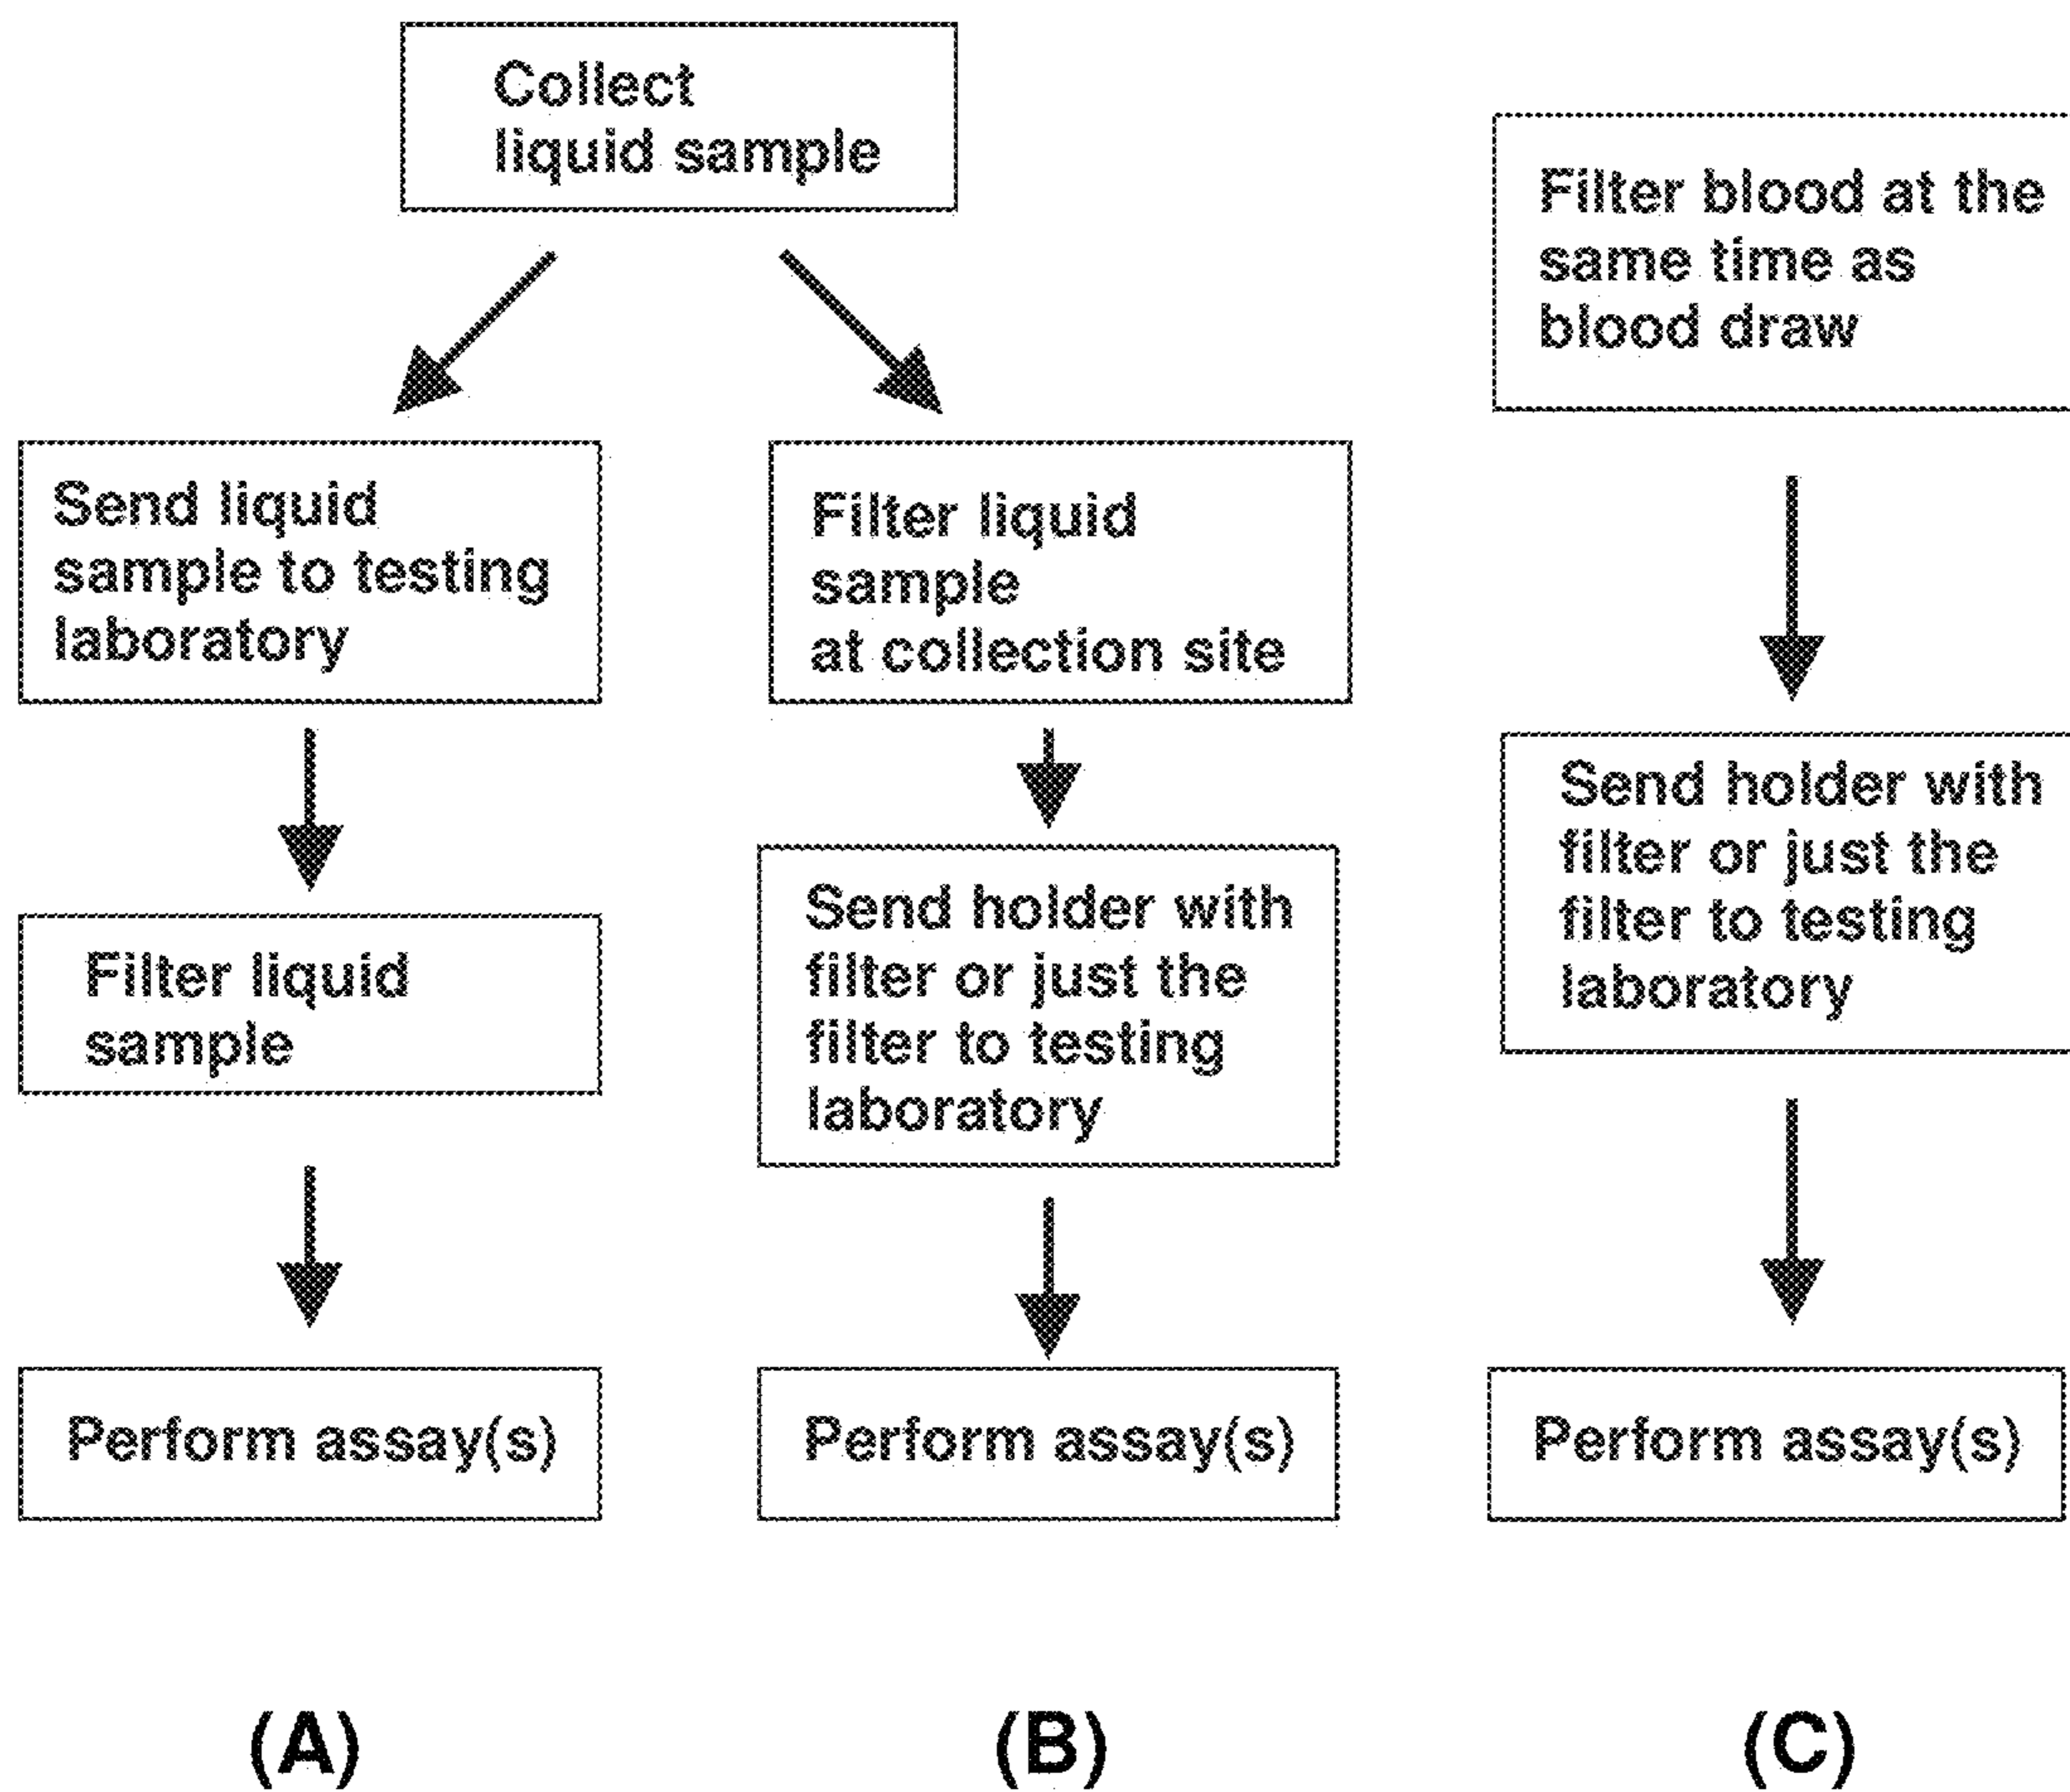 Collect
liquid sample
Send liquid
sample to testing
laboratory
Filter liquid
sample
Perform assay(s)
Filter liquid
sample
at collection site
Send holder with
filter or just the
filter to testing
laboratory
Perform assay(s)
Filter blood at the
same time as
blood draw
Send holder with
filter or just the
filter to testing
laboratory
Perform assay(s)
(A)
(B)
(C)